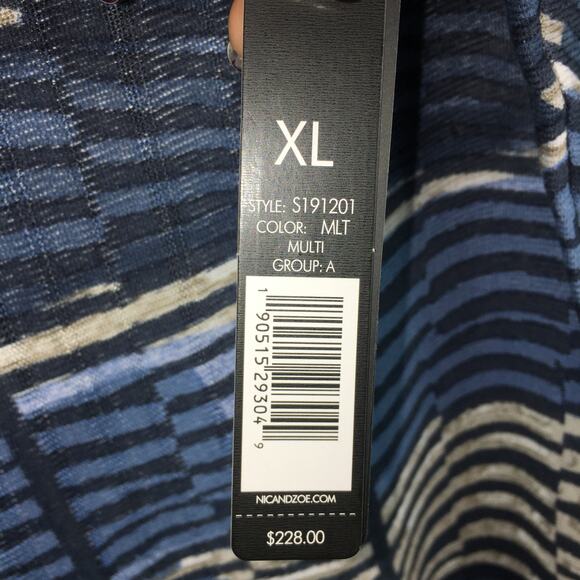 XL
STYLE: S191201
COLOR: MLT
MULTI
GROUP: A
1 90515 29304 9
NICANDZOE.COM
$228.00